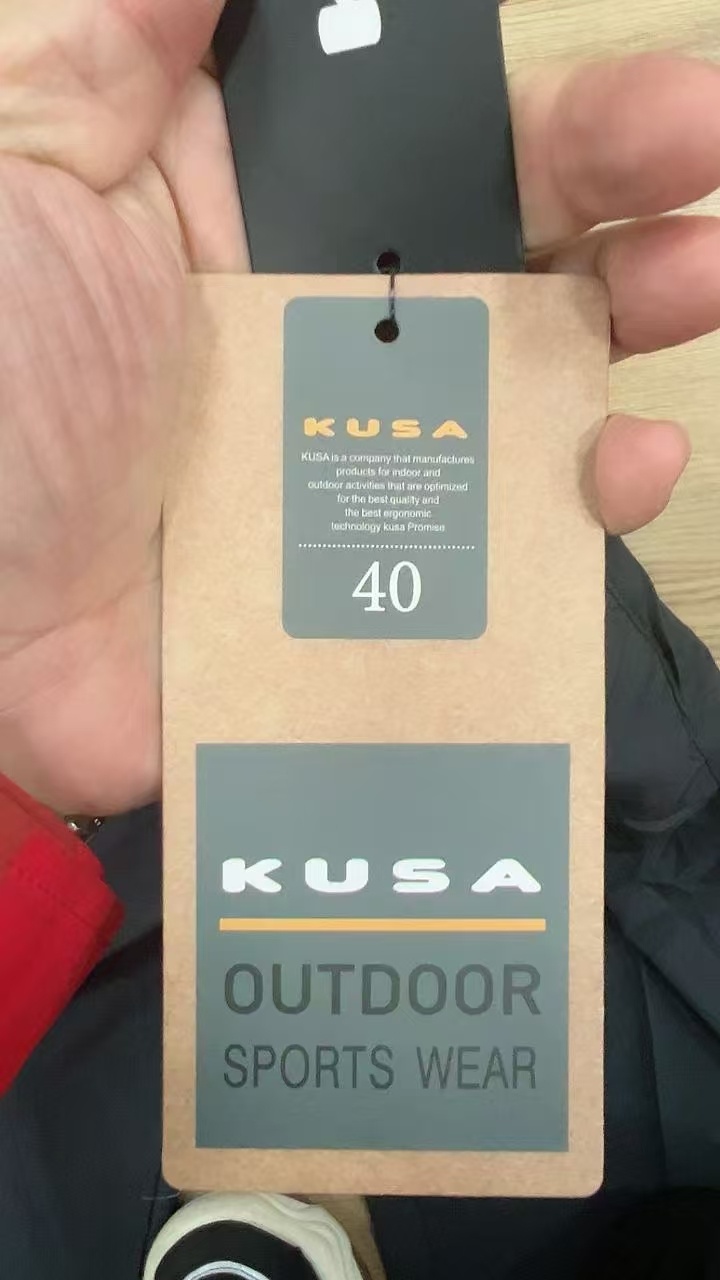 KUSA
KUSA is a company that manufactures
products for indoor and
outdoor activities that are optimized
for the best quality and
the best ergonomic
technology kusa Promise
40
KUSA
OUTDOOR
SPORTS WEAR